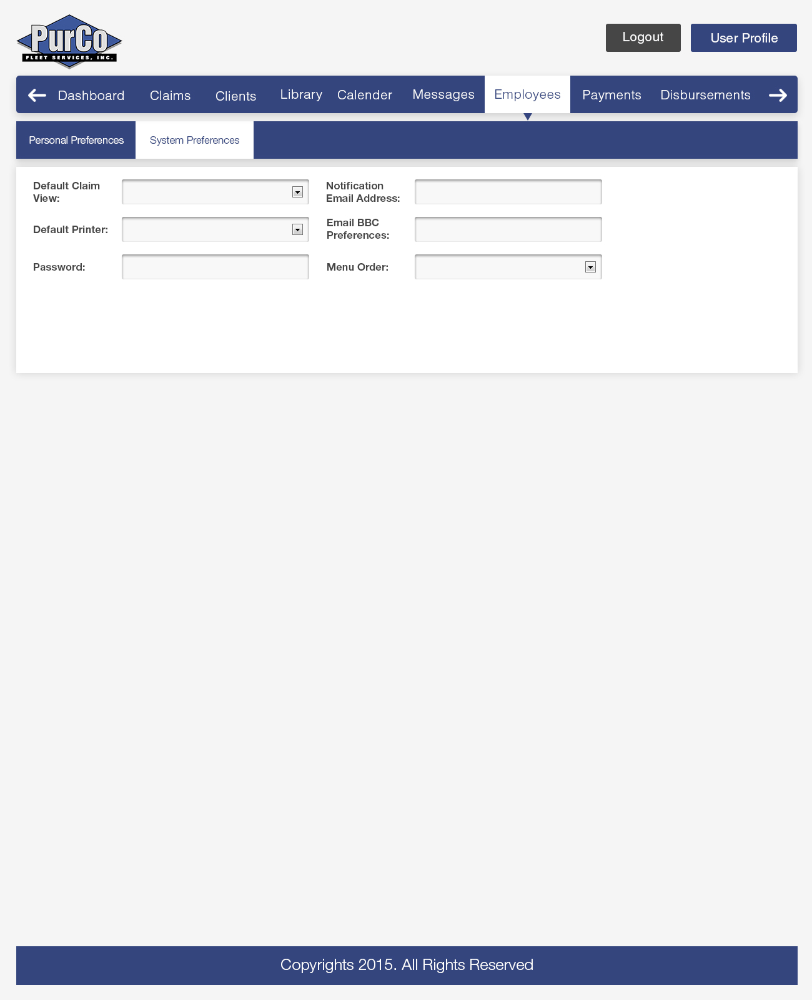 PurCo
FLEET SERVICES, INC.
Logout
User Profile
Dashboard Claims Clients Library Calender Messages Employees Payments Disbursements
Personal Preferences System Preferences
Default Claim
View:
Notification
Email Address:
Default Printer:
Email BBC
Preferences:
Password:
Menu Order:
Copyrights 2015. All Rights Reserved